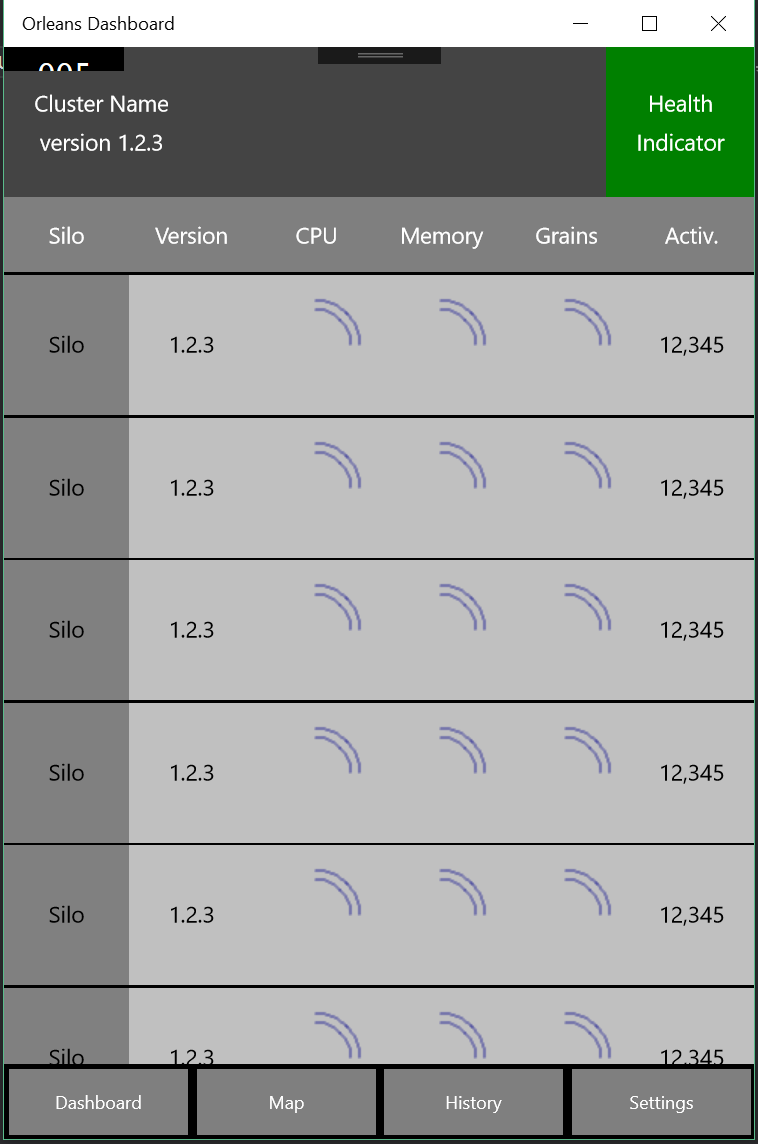 Orleans Dashboard
Cluster Name
version 1.2.3
Health
Indicator
Silo Version CPU Memory Grains Activ.
Silo 1.2.3 12,345
Silo 1.2.3 12,345
Silo 1.2.3 12,345
Silo 1.2.3 12,345
Silo 1.2.3 12,345
Silo 1.2.3 12,345
Dashboard Map History Settings